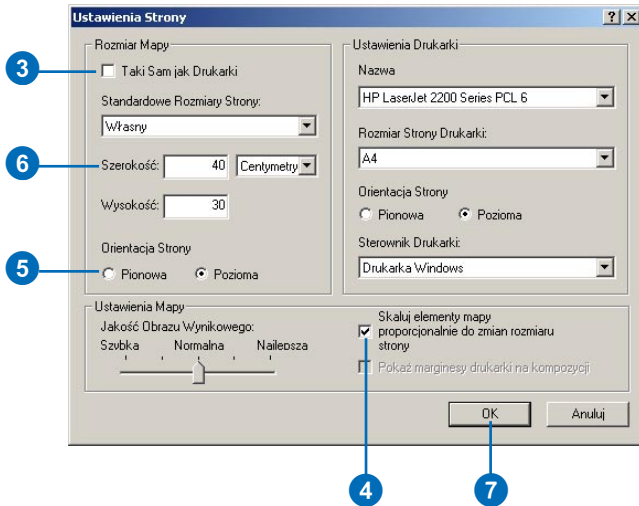 Ustawienia Strony
Rozmiar Mapy
3
Taki Sam jak Drukarki
Standardowe Rozmiary Strony:
Własny
6
Szerokość: 40 Centymetry
Wysokość: 30
Orientacja Strony
5
Pionowa Pozioma
Ustawienia Drukarki
Nazwa
HP LaserJet 2200 Series PCL 6
Rozmiar Strony Drukarki:
A4
Orientacja Strony
Pionowa Pozioma
Sterownik Drukarki:
Drukarka Windows
Ustawienia Mapy
Jakość Obrazu Wynikowego:
Szybka Normalna Najlepsza
Skaluj elementy mapy
proporcjonalnie do zmian rozmiaru
strony
Pokaż marginesy drukarki na kompozycji
OK Anuluj
4 7